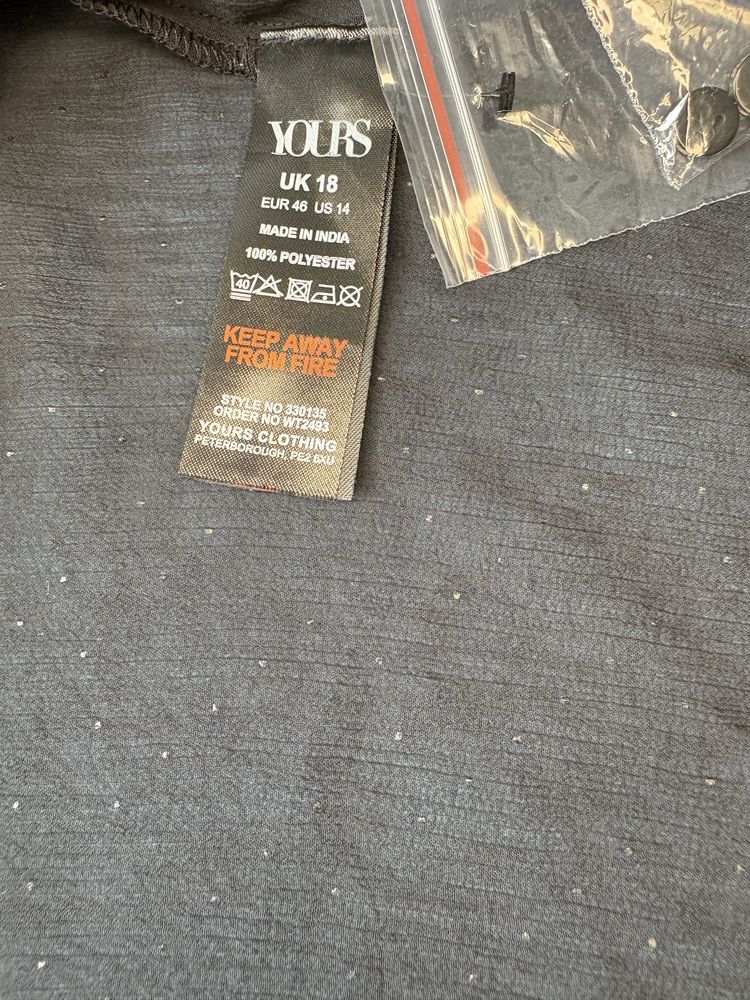 YOURS
UK 18
EUR 46 US 14
MADE IN INDIA
100% POLYESTER
40
KEEP AWAY
FROM FIRE
STYLE NO 330135
ORDER NO WT2493
YOURS CLOTHING
PETERBOROUGH, PE2 6XU